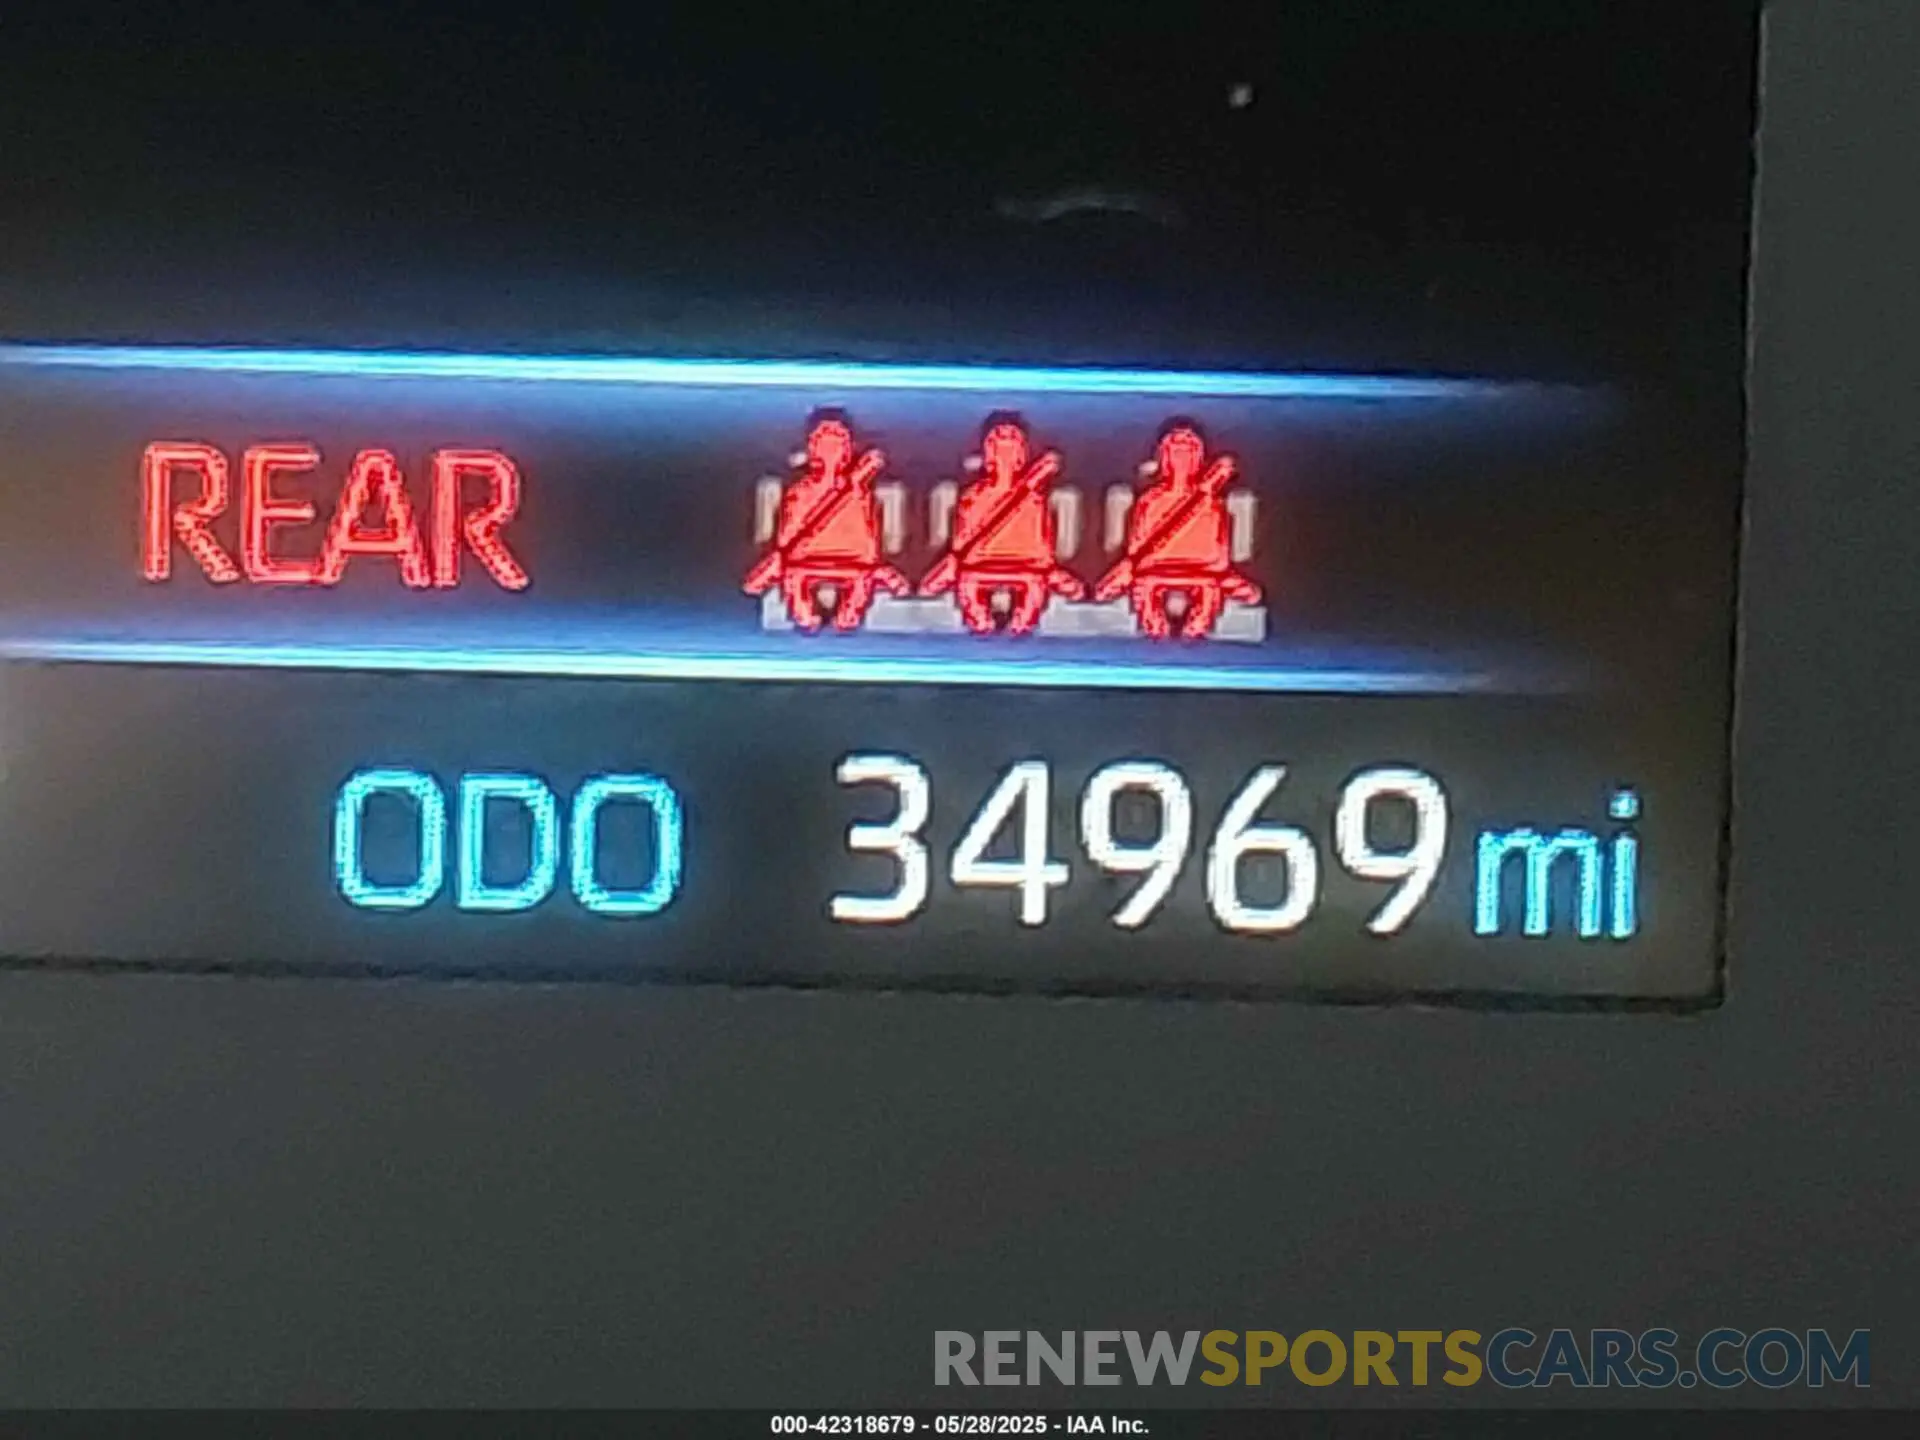 REAR
ODO 34969 mi
RENEWSPORTSCARS.COM
000-42318679 - 05/28/2025 - IAA Inc.